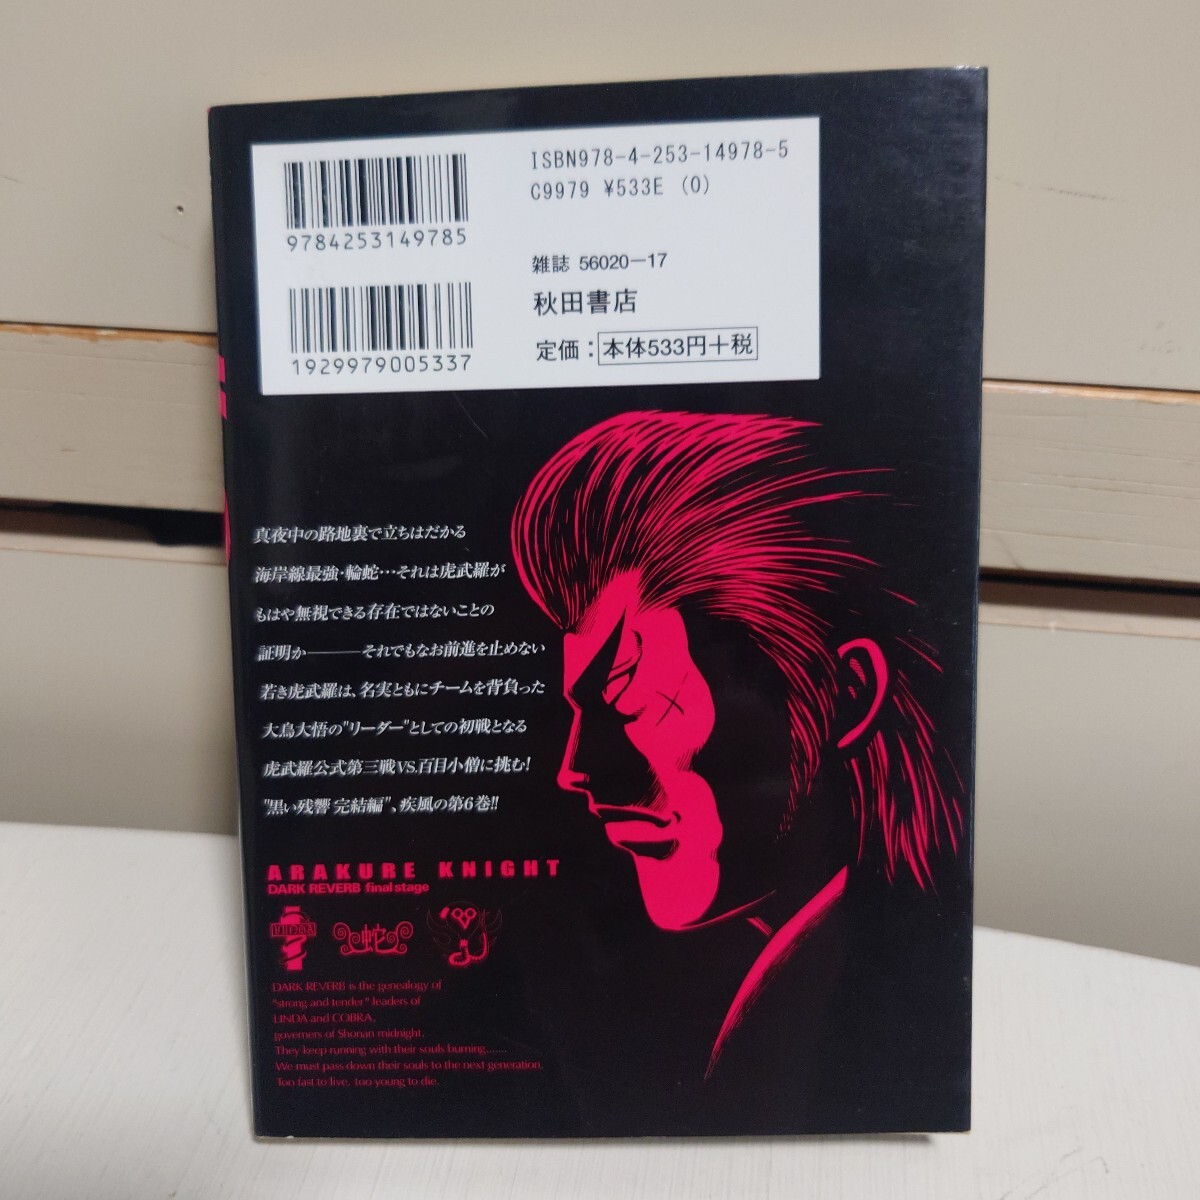 ISBN978-4-253-14978-5
C9979 ¥533E (0)
9784253149785
雑誌 56020-17
秋田書店
1929979005337
定価：本体533円+税
真夜中の路地裏で立ちはだかる
海岸線最強・輪蛇…それは虎武羅が
もはや無視できる存在ではないことの
証明か――それでもなお前進を止めない
若き虎武羅は、名実ともにチームを背負った
大鳥大悟の"リーダー"としての初戦となる
虎武羅公式第三戦VS.百目小僧に挑む!
"黒い残響 完結編"、疾風の第6巻!!
ARAKURE KNIGHT
DARK REVERB final stage
LINDA
蛇
DARK REVERB is the genealogy of
"strong and tender" leaders of
LINDA and COBRA,
governers of Shonan midnight.
They keep running with their souls burning......
We must pass down their souls to the next generation.
Too fast to live, too young to die.